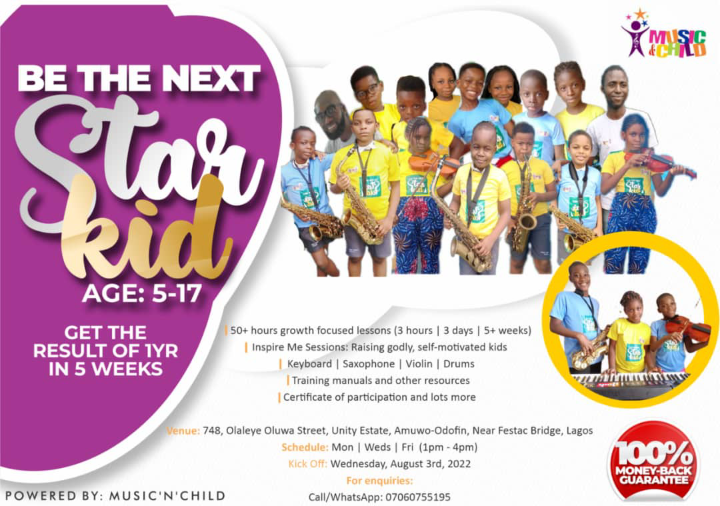 MUSIC
'n' CHILD
BE THE NEXT
Star
kid
AGE: 5-17
GET THE
RESULT OF 1YR
IN 5 WEEKS
50+ hours growth focused lessons (3 hours | 3 days | 5+ weeks)
Inspire Me Sessions: Raising godly, self-motivated kids
Keyboard | Saxophone | Violin | Drums
Training manuals and other resources
Certificate of participation and lots more
Venue: 748, Olaleye Oluwa Street, Unity Estate, Amuwo-Odofin, Near Festac Bridge, Lagos
Schedule: Mon | Weds | Fri (1pm - 4pm)
Kick Off: Wednesday, August 3rd, 2022
For enquiries:
Call/WhatsApp: 07060755195
100%
MONEY-BACK
GUARANTEE
POWERED BY: MUSIC'N'CHILD